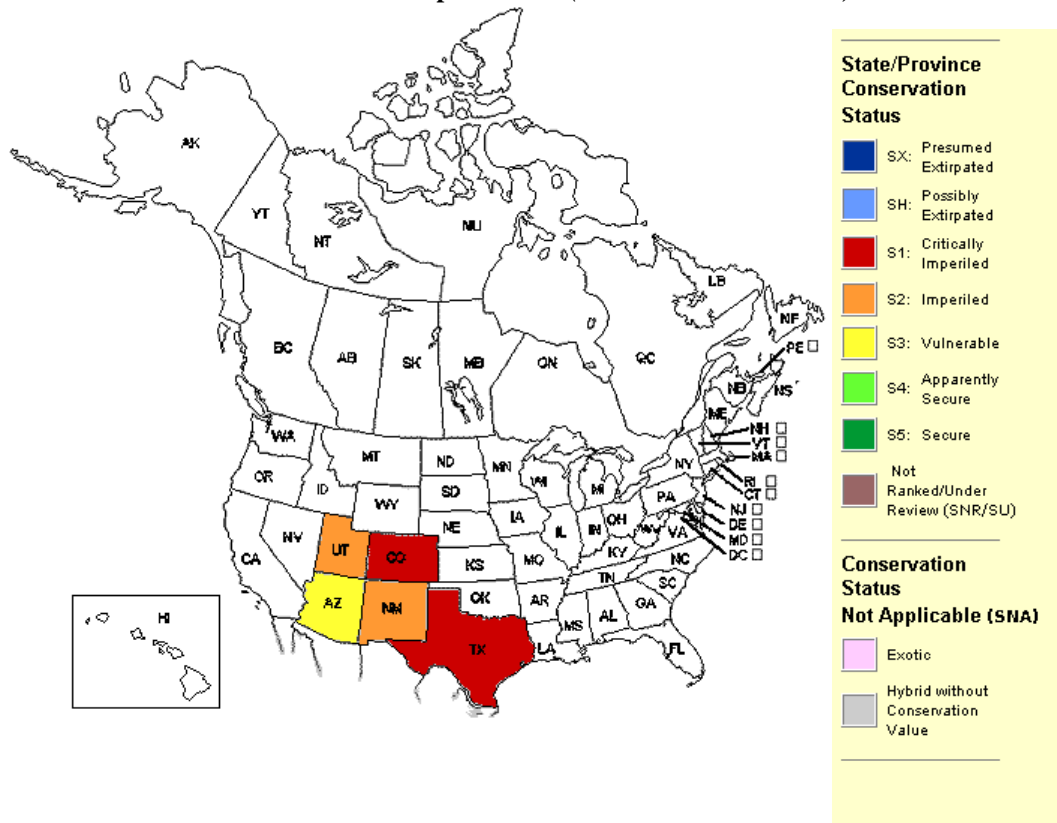 AK
YT
NT
NU
LB
NF
BC
AB
SK
MB
ON
QC
PE
NB
NS
ME
NH
VT
MA
WA
MT
ND
MN
OR
ID
SD
WI
MI
NY
RI
CT
WY
PA
NJ
DE
IA
NE
IL
IN
OH
WV
VA
MD
DC
NV
UT
CO
KS
MO
KY
NC
CA
TN
AZ
NM
OK
AR
SC
MS
AL
GA
HI
TX
LA
FL
State/Province
Conservation
Status
SX: Presumed
Extirpated
SH: Possibly
Extirpated
S1: Critically
Imperiled
S2: Imperiled
S3: Vulnerable
S4: Apparently
Secure
S5: Secure
Not
Ranked/Under
Review (SNR/SU)
Conservation
Status
Not Applicable (SNA)
Exotic
Hybrid without
Conservation
Value